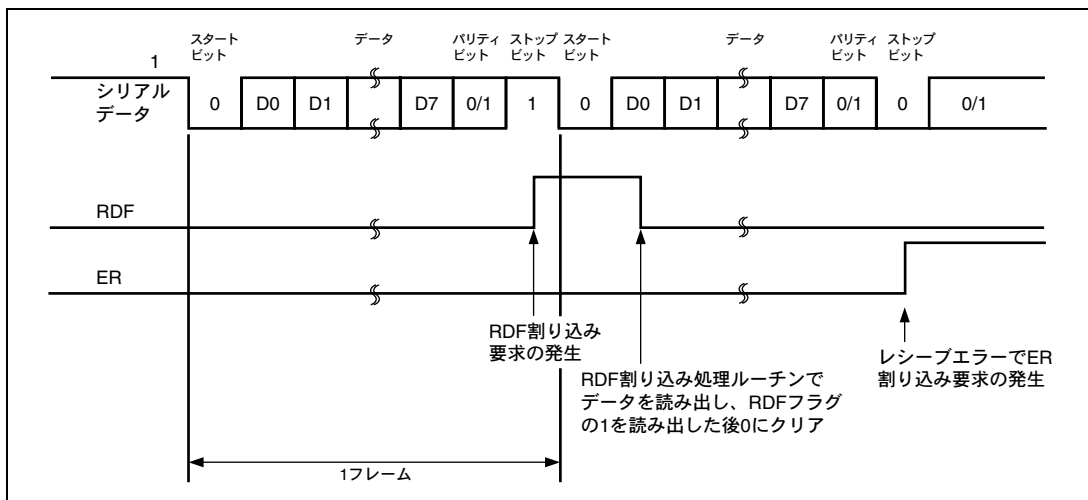 スタート
ビット
データ
パリティ
ビット
ストップ
ビット
スタート
ビット
データ
パリティ
ビット
ストップ
ビット
1
シリアル
データ
0 D0 D1 D7 0/1 1 0 D0 D1 D7 0/1 0 0/1
RDF
ER
RDF割り込み
要求の発生
RDF割り込み処理ルーチンで
データを読み出し、RDFフラグ
の1を読み出した後0にクリア
レシーブエラーでER
割り込み要求の発生
1フレーム